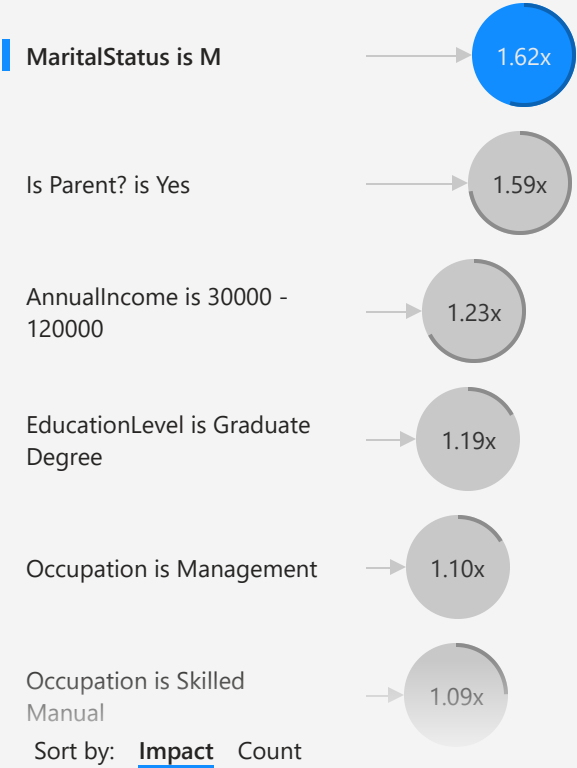 MaritalStatus is M
1.62x
Is Parent? is Yes
1.59x
AnnualIncome is 30000 -
120000
1.23x
EducationLevel is Graduate
Degree
1.19x
Occupation is Management
1.10x
Occupation is Skilled
Manual
1.09x
Sort by: Impact Count